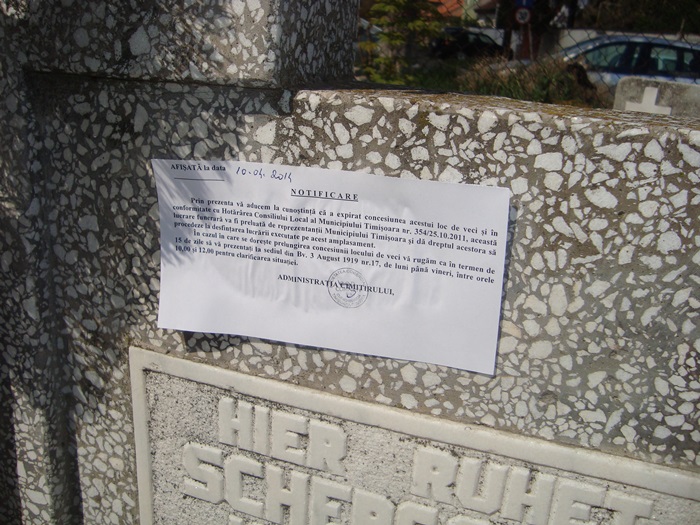 AFIȘATĂ la data 10.04.2014
NOTIFICARE
Prin prezenta vă aducem la cunoștință că a expirat concesiunea acestui loc de veci și în
conformitate cu Hotărârea Consiliului Local al Municipiului Timișoara nr. 354/25.10.2011, această
lucrare funerară va fi preluată de reprezentanții Municipiului Timișoara și dă dreptul acestora să
procedeze la desființarea lucrării executate pe acest amplasament.
În cazul în care se dorește prelungirea concesiunii locului de veci vă rugăm ca în termen de
15 de zile să vă prezentați la sediul din Bv. 3 August 1919 nr.17, de luni până vineri, între orele
10,00 și 12,00 pentru clarificarea situației.
ADMINISTRAȚIA CIMITIRULUI,
HIER RUHET